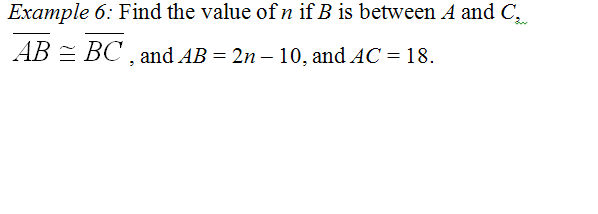 Example 6: Find the value of n if B is between A and C,
AB ≅ BC , and AB = 2n – 10, and AC = 18.